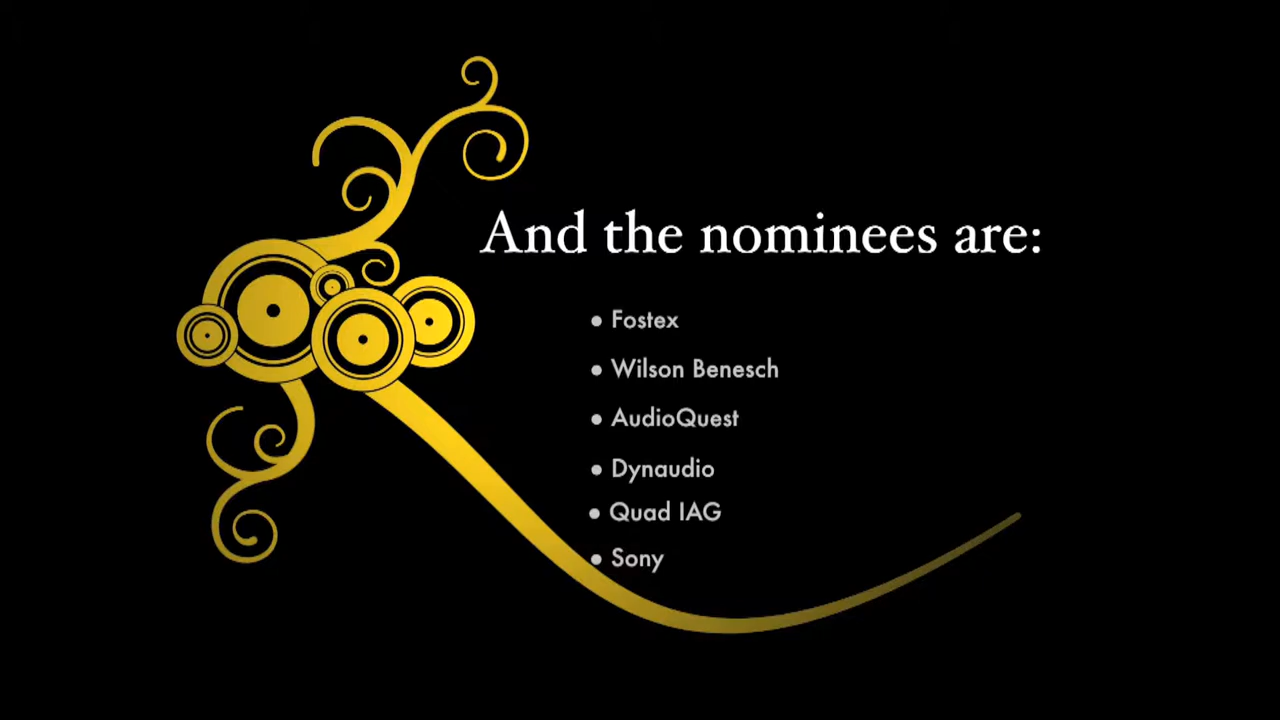 And the nominees are:
• Fostex
• Wilson Benesch
• AudioQuest
• Dynaudio
• Quad IAG
• Sony